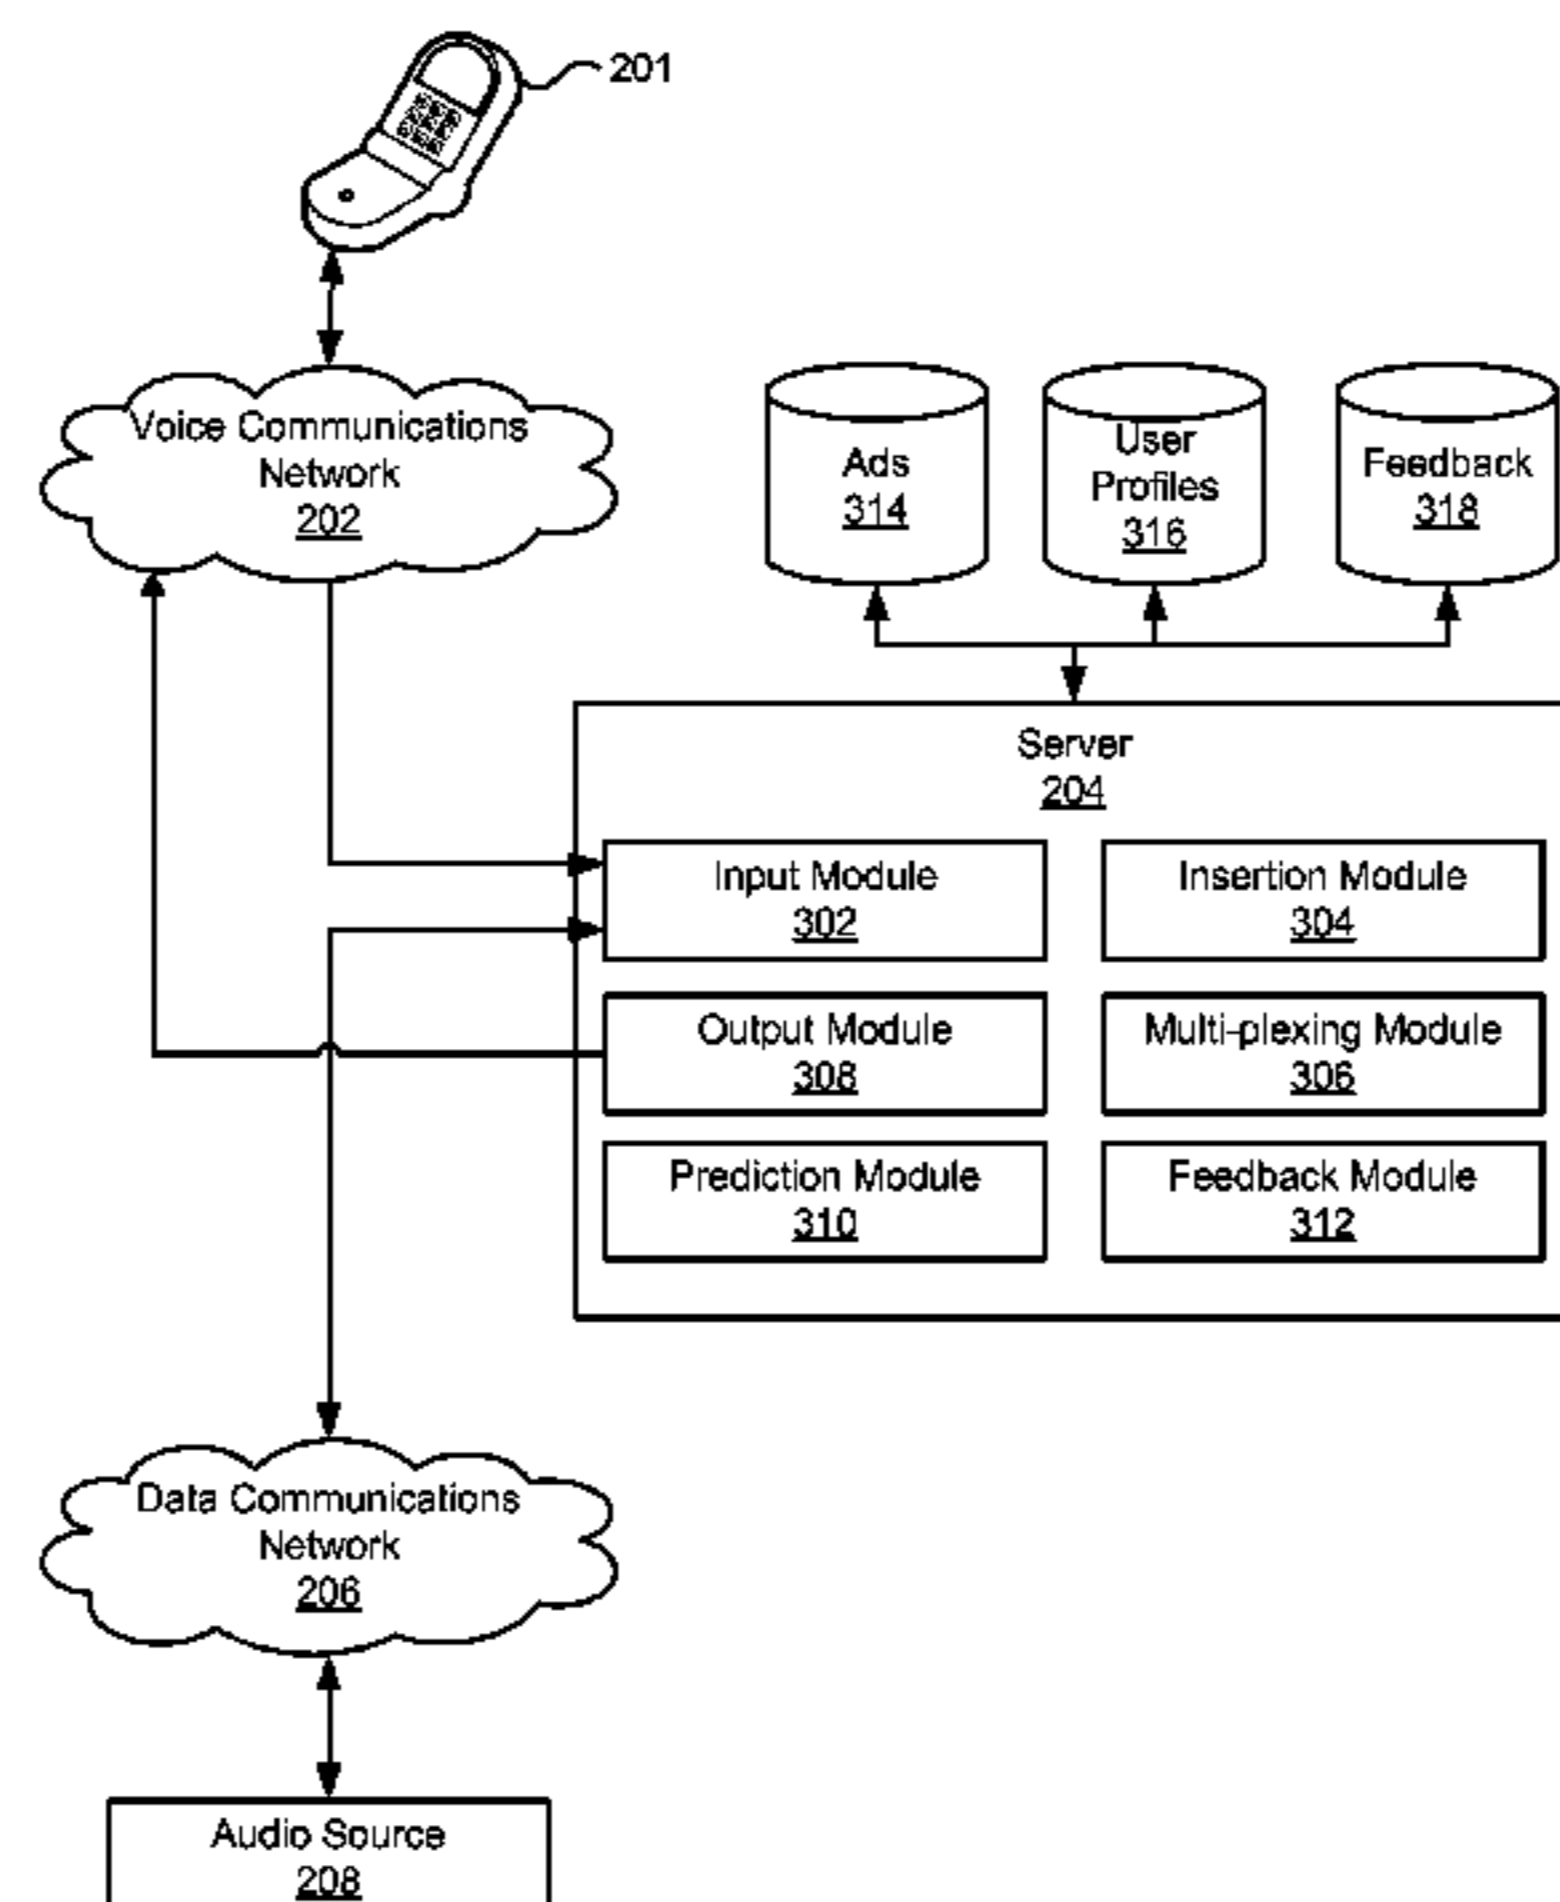 201
Voice Communications
Network
202
Ads
314
User
Profiles
316
Feedback
318
Server
204
Input Module
302
Insertion Module
304
Output Module
308
Multi-plexing Module
306
Prediction Module
310
Feedback Module
312
Data Communications
Network
206
Audio Source
208